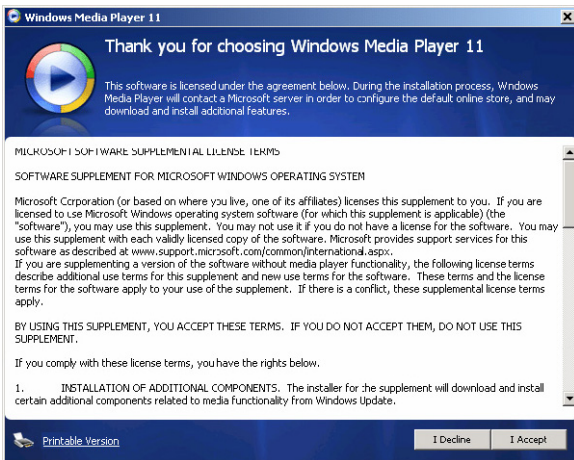 Windows Media Player 11
Thank you for choosing Windows Media Player 11
This software is licensed under the agreement below. During the installation process, Windows
Media Player will contact a Microsoft server in order to configure the default online store, and may
download and install additional features.
MICROSOFT SOFTWARE SUPPLEMENTAL LICENSE TERMS
SOFTWARE SUPPLEMENT FOR MICROSOFT WINDOWS OPERATING SYSTEM
Microsoft Corporation (or based on where you live, one of its affiliates) licenses this supplement to you. If you are
licensed to use Microsoft Windows operating system software (for which this supplement is applicable) (the
"software"), you may use this supplement. You may not use it if you do not have a license for the software. You may
use this supplement with each validly licensed copy of the software. Microsoft provides support services for this
software as described at www.support.microsoft.com/common/international.aspx.
If you are supplementing a version of the software without media player functionality, the following license terms
describe additional use terms for this supplement and new use terms for the software. These terms and the license
terms for the software apply to your use of the supplement. If there is a conflict, these supplemental license terms
apply.
BY USING THIS SUPPLEMENT, YOU ACCEPT THESE TERMS. IF YOU DO NOT ACCEPT THEM, DO NOT USE THIS
SUPPLEMENT.
If you comply with these license terms, you have the rights below.
1. INSTALLATION OF ADDITIONAL COMPONENTS. The installer for the supplement will download and install
certain additional components related to media functionality from Windows Update.
Printable Version
I Decline
I Accept